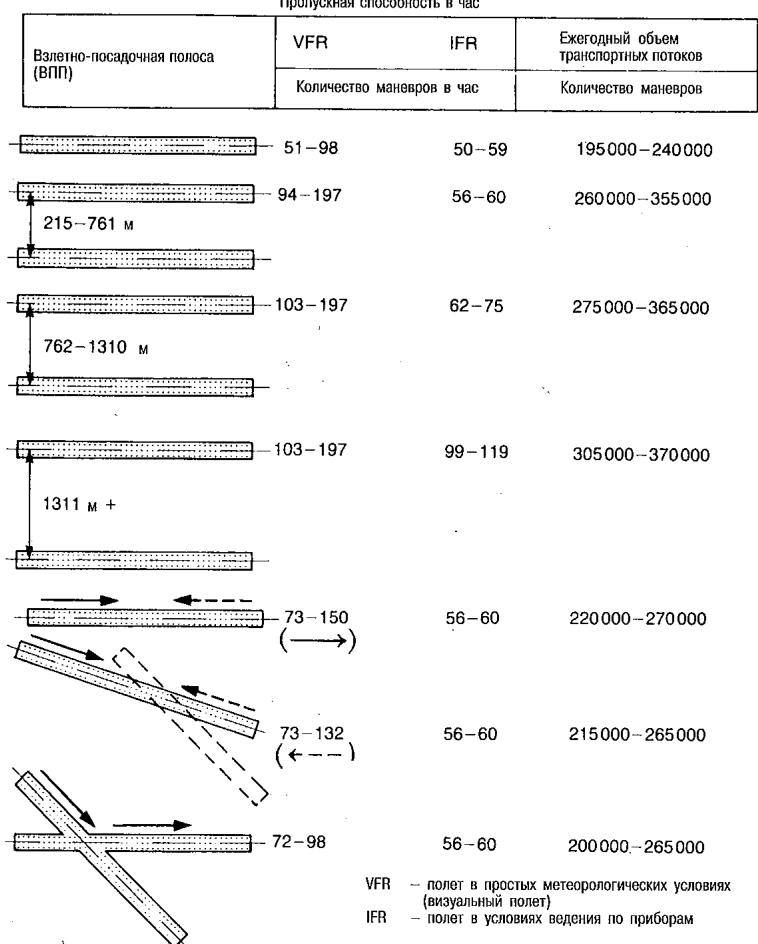 Пропускная способность в час
VFR IFR Ежегодный объем
транспортных потоков
Взлетно-посадочная полоса
(ВПП)
Количество маневров в час Количество маневров
51–98 50–59 195000–240000
94–197 56–60 260000–355000
215–761 м
103–197 62–75 275000–365000
762–1310 м
103–197 99–119 305000–370000
1311 м +
73–150 56–60 220000–270000
73–132 56–60 215000–265000
72–98 56–60 200000–265000
VFR – полет в простых метеорологических условиях
(визуальный полет)
IFR – полет в условиях ведения по приборам